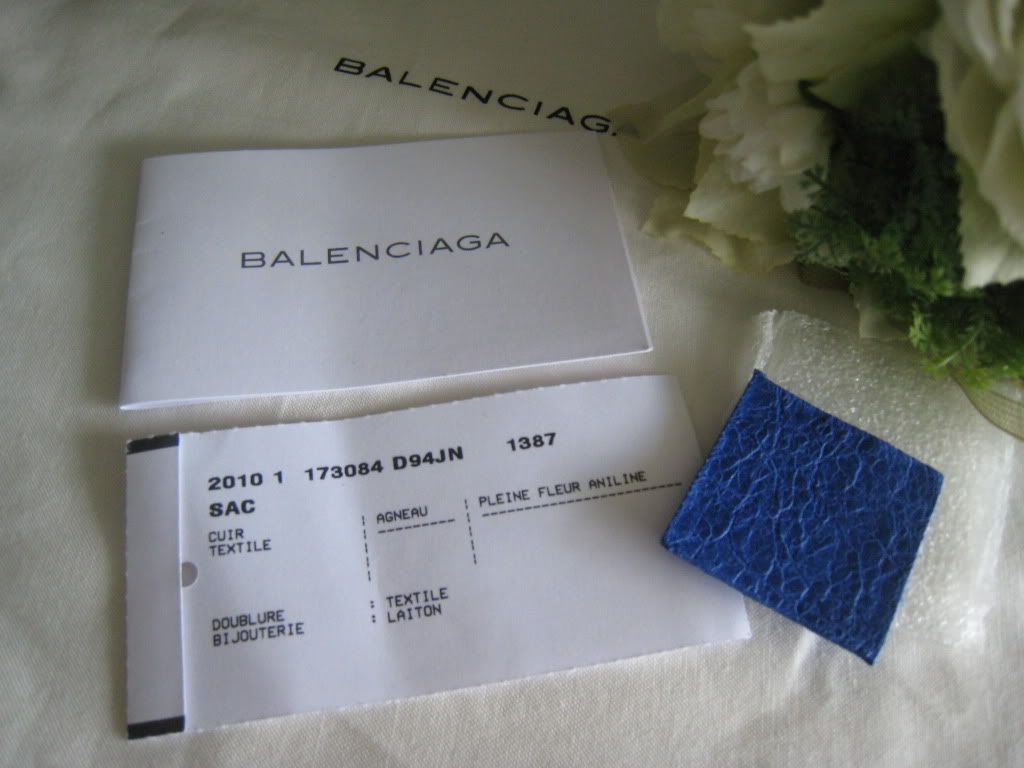 BALENCIAGA
BALENCIAGA
2010 1 173084 D94JN 1387
SAC
CUIR : AGNEAU : PLEINE FLEUR ANILINE
TEXTILE
DOUBLURE : TEXTILE
BIJOUTERIE : LAITON